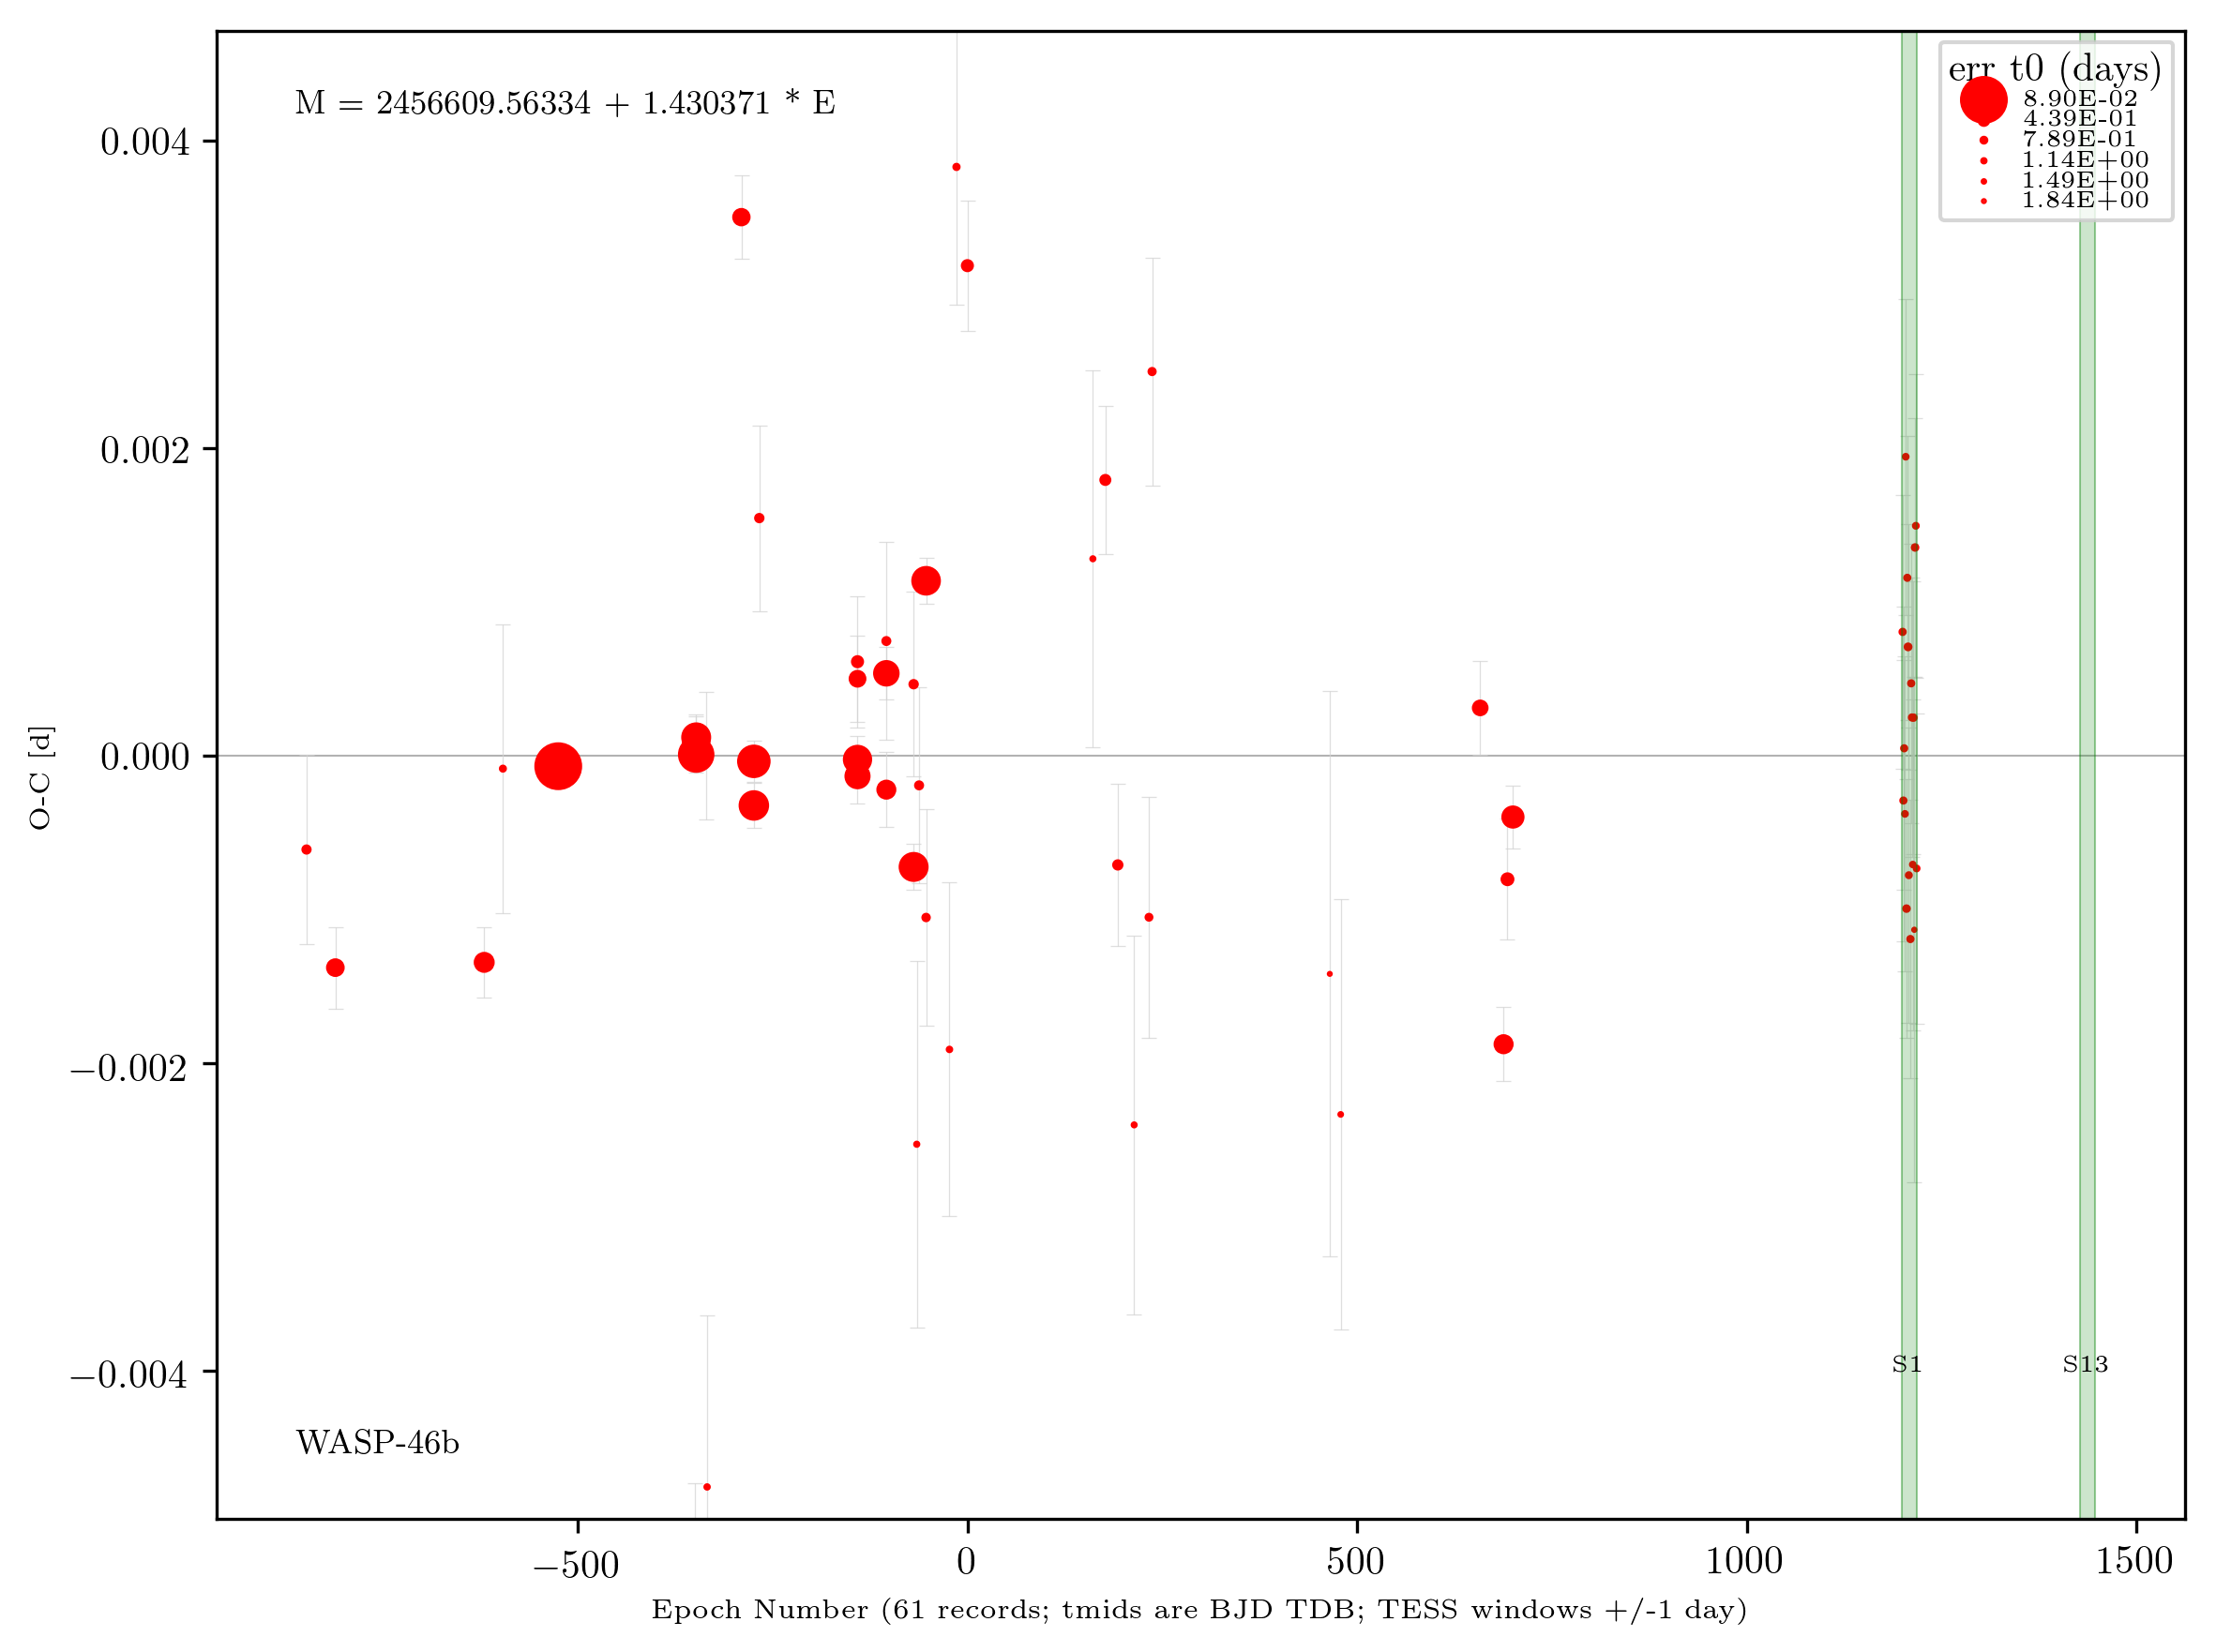 M = 2456609.56334 + 1.430371 * E
err t0 (days)
8.90E-02
4.39E-01
7.89E-01
1.14E+00
1.49E+00
1.84E+00
0.004
0.002
0.000
−0.002
−0.004
O-C [d]
S1
S13
WASP-46b
−500
0
500
1000
1500
Epoch Number (61 records; tmids are BJD TDB; TESS windows +/-1 day)